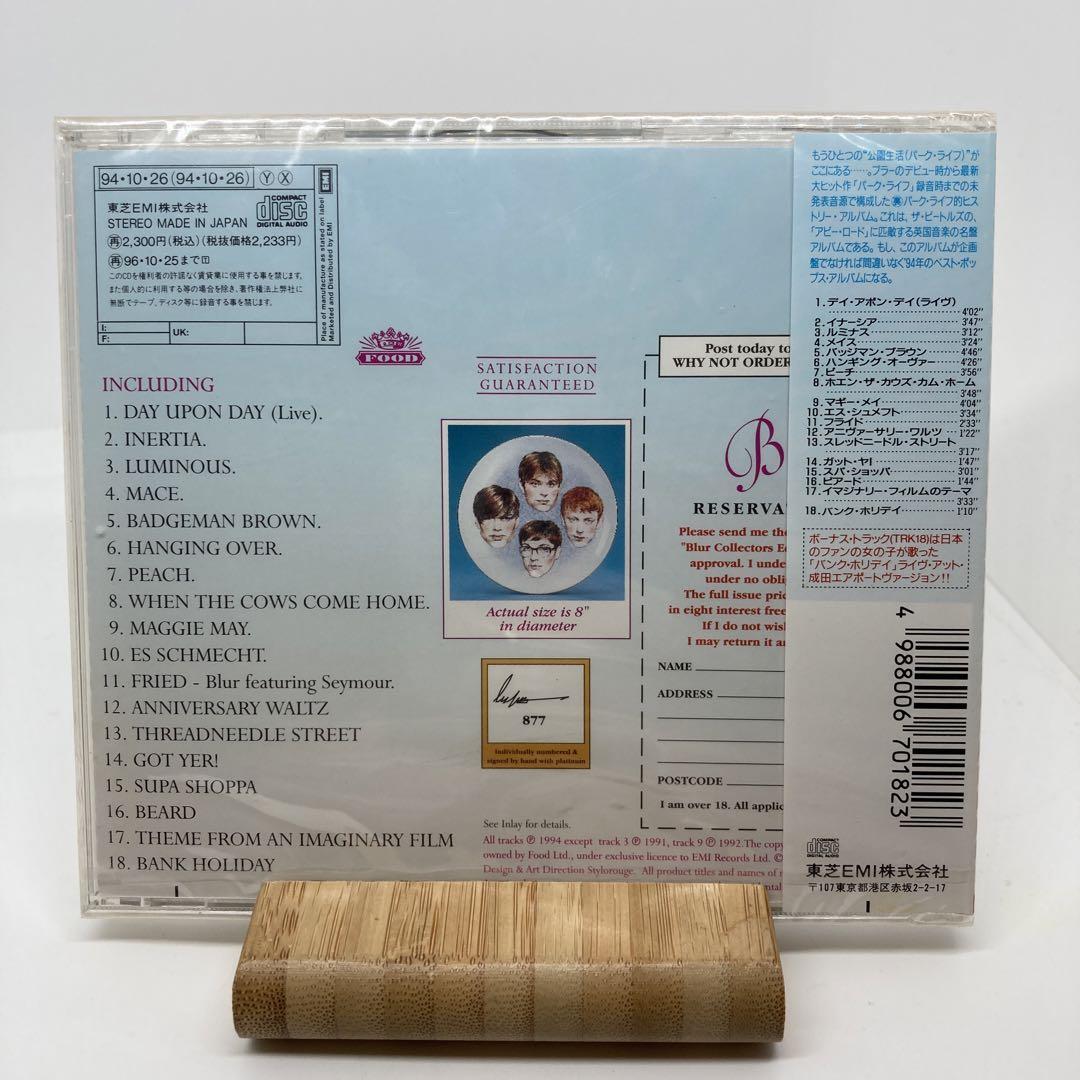 94・10・26(94・10・26) Ⓨ Ⓧ
東芝EMI株式会社
STEREO MADE IN JAPAN
COMPACT
disc
DIGITAL AUDIO
㊢2,300円(税込)(税抜価格2,233円)
96・10・25まで
このCDを権利者の許諾なく賃貸業に使用する事を禁じます。
また個人的に利用する等の場合を除き、著作権法上弊社に
無断でテープ、ディスク等に録音する事を禁じます。
I:
F:
UK:
EMI
Place of manufacture as stated on label
Marketed and Distributed by EMI
FOOD
INCLUDING
1. DAY UPON DAY (Live).
2. INERTIA.
3. LUMINOUS.
4. MACE.
5. BADGEMAN BROWN.
6. HANGING OVER.
7. PEACH.
8. WHEN THE COWS COME HOME.
9. MAGGIE MAY.
10. ES SCHMECHT.
11. FRIED - Blur featuring Seymour.
12. ANNIVERSARY WALTZ
13. THREADNEEDLE STREET
14. GOT YER!
15. SUPA SHOPPA
16. BEARD
17. THEME FROM AN IMAGINARY FILM
18. BANK HOLIDAY
SATISFACTION
GUARANTEED
Actual size is 8"
in diameter
877
Individually numbered &
signed by hand with platinum
Post today to
WHY NOT ORDER
B
RESERVA
Please send me the
"Blur Collectors Ed
approval. I unde
under no oblig
The full issue pric
in eight interest free
If I do not wis
I may return it a
NAME
ADDRESS
POSTCODE
I am over 18. All applic
See Inlay for details.
All tracks ℗ 1994 except track 3 ℗ 1991, track 9 ℗ 1992. The copy
owned by Food Ltd., under exclusive licence to EMI Records Ltd. ©
Design & Art Direction Stylorouge. All product titles and names of
もうひとつの"公園生活(パーク・ライフ)"が
ここにある……。ブラーのデビュー時から最新
大ヒット作「パーク・ライフ」録音時までの未
発表音源で構成した㊝パーク・ライフ的ヒス
トリー・アルバム。これは、ザ・ビートルズの、
「アビー・ロード」に匹敵する英国音楽の名盤
アルバムである。もし、このアルバムが企画
盤でなければ間違いなく'94年のベスト・ポッ
プス・アルバムになる。
1. デイ・アポン・デイ(ライヴ)
4'02"
2. イナーシア 3'47"
3. ルミナス 3'12"
4. メイス 3'24"
5. バッジマン・ブラウン 4'46"
6. ハンギング・オーヴァー 4'26"
7. ピーチ 3'56"
8. ホエン・ザ・カウズ・カム・ホーム
3'48"
9. マギー・メイ 4'04"
10. エス・シュメフト 3'34"
11. フライド 2'33"
12. アニヴァーサリー・ワルツ 1'22"
13. スレッドニードル・ストリート
3'17"
14. ガット・ヤ! 1'47"
15. スパ・ショッパ 3'01"
16. ビアード 1'44"
17. イマジナリー・フィルムのテーマ
3'33"
18. バンク・ホリデイ 1'10"
ボーナス・トラック(TRK18)は日本
のファンの女の子が歌った
「バンク・ホリデイ」ライヴ・アット・
成田エアポートヴァージョン!!
4 988006 701823
COMPACT
disc
DIGITAL AUDIO
東芝EMI株式会社
〒107東京都港区赤坂2-2-17